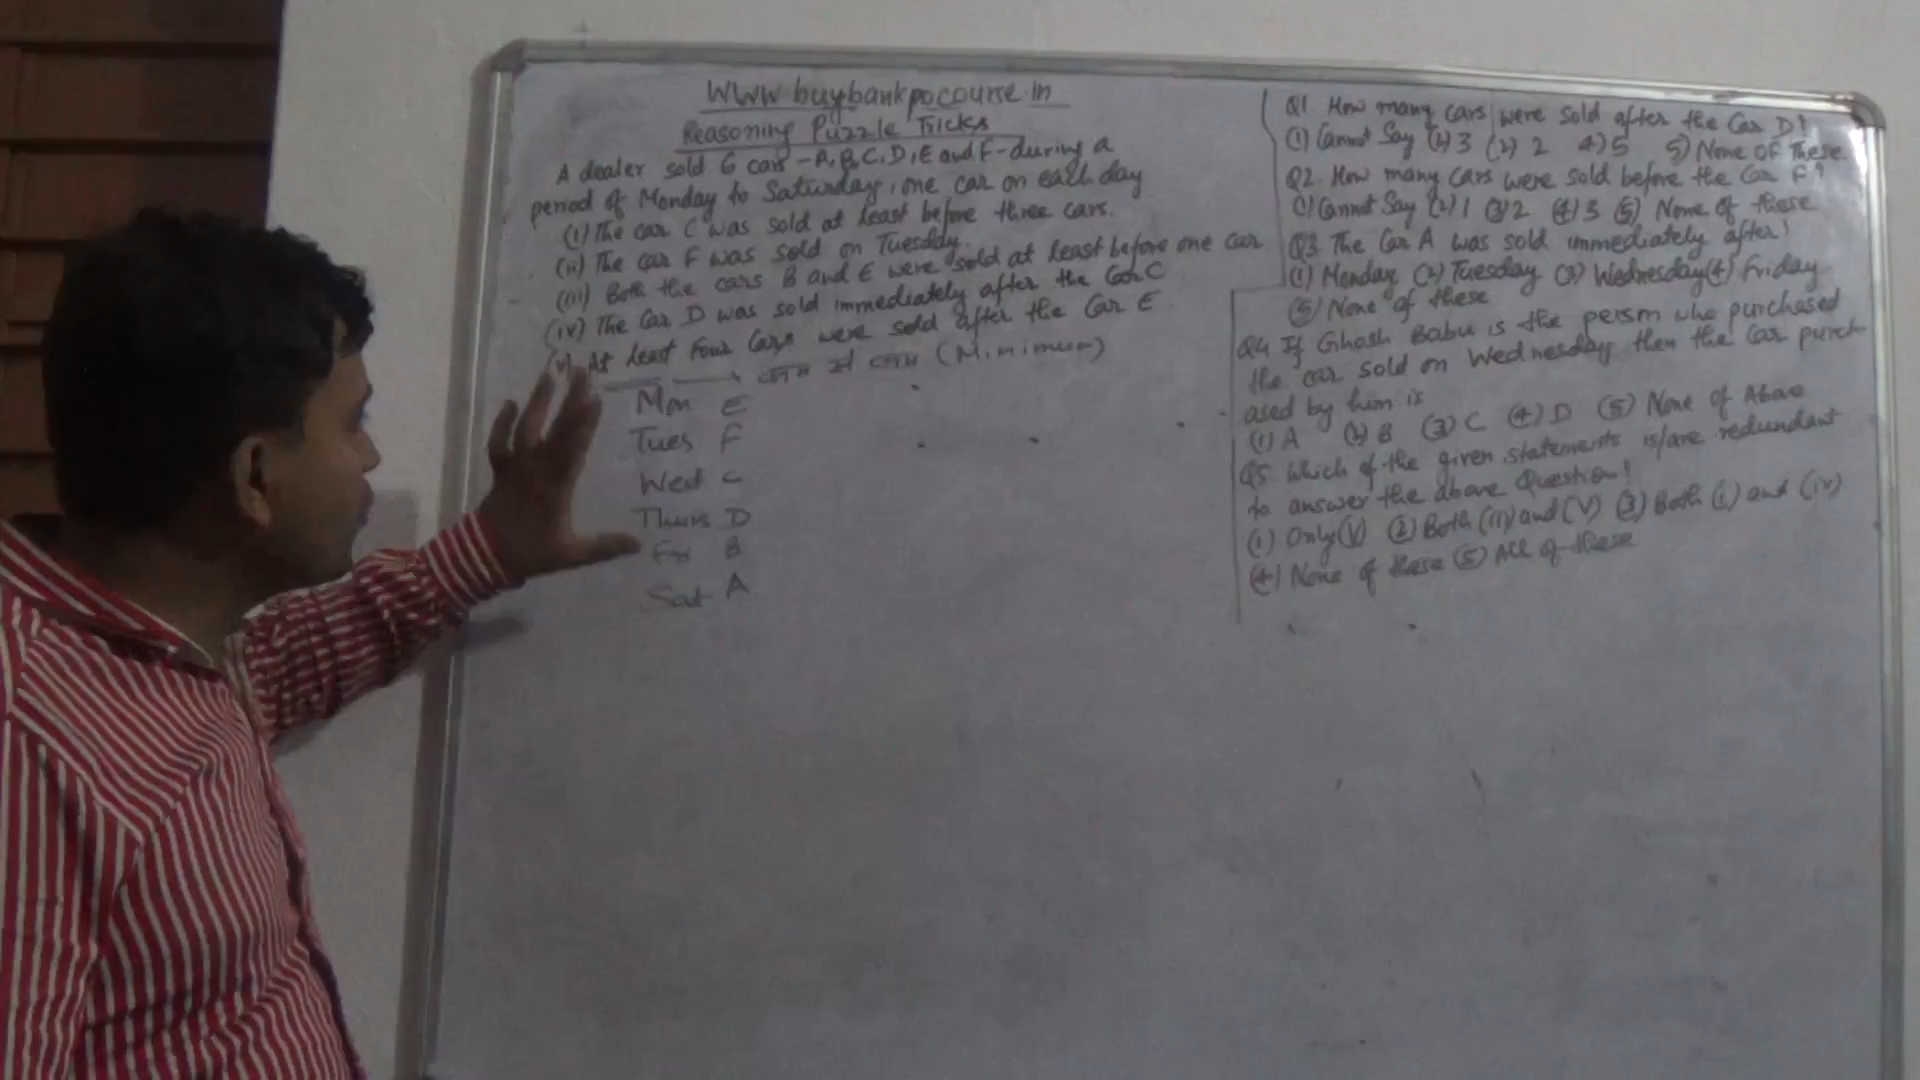 WWW buybankpocourse.in
Reasoning Puzzle Tricks
A dealer sold 6 cars - A, B, C, D, E and F - during a
period of Monday to Saturday, one car on each day
(i) The car C was sold at least before three cars.
(ii) The car F was sold on Tuesday.
(iii) Both the cars B and E were sold at least before one car
(iv) The Car D was sold immediately after the Car C
(v) At least Four Cars were sold after the Car E
कम से कम (Minimum)
Mon E
Tues F
Wed C
Thurs D
Fri B
Sat A
Q1 How many cars were sold after the Car D?
(1) Cannot Say (2) 3 (3) 2 4) 5 5) None of These
Q2. How many cars were sold before the Car F?
(1) Cannot Say (2) 1 (3) 2 (4) 3 (5) None of these
Q3 The Car A was sold immediately after?
(1) Monday (2) Tuesday (3) Wednesday (4) Friday
(5) None of these
Q4 If Ghosh Babu is the person who purchased
the car sold on Wednesday then the Car purch
ased by him is
(1) A (2) B (3) C (4) D (5) None of Above
Q5 Which of the given statements is/are redundant
to answer the above Question?
(1) Only (V) (2) Both (iii) and (V) (3) Both (i) and (iv)
(4) None of these (5) All of these